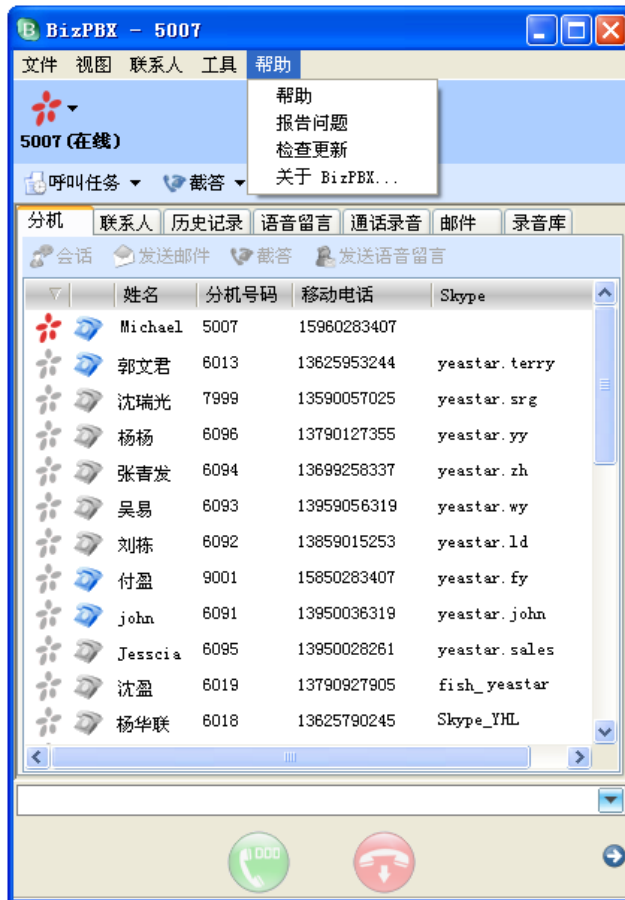 BizPBX - 5007
文件 视图 联系人 工具 帮助
帮助
报告问题
检查更新
关于 BizPBX...
5007 (在线)
呼叫任务 截答
分机 联系人 历史记录 语音留言 通话录音 邮件 录音库
会话 发送邮件 截答 发送语音留言
姓名 分机号码 移动电话 Skype
Michael 5007 15960283407
郭文君 6013 13625953244 yeastar.terry
沈瑞光 7999 13590057025 yeastar.srg
杨杨 6096 13790127355 yeastar.yy
张青发 6094 13699258337 yeastar.zh
吴易 6093 13959056319 yeastar.wy
刘栋 6092 13859015253 yeastar.ld
付盈 9001 15850283407 yeastar.fy
john 6091 13950036319 yeastar.john
Jesscia 6095 13950028261 yeastar.sales
沈盈 6019 13790927905 fish_yeastar
杨华联 6018 13625790245 Skype_YHL